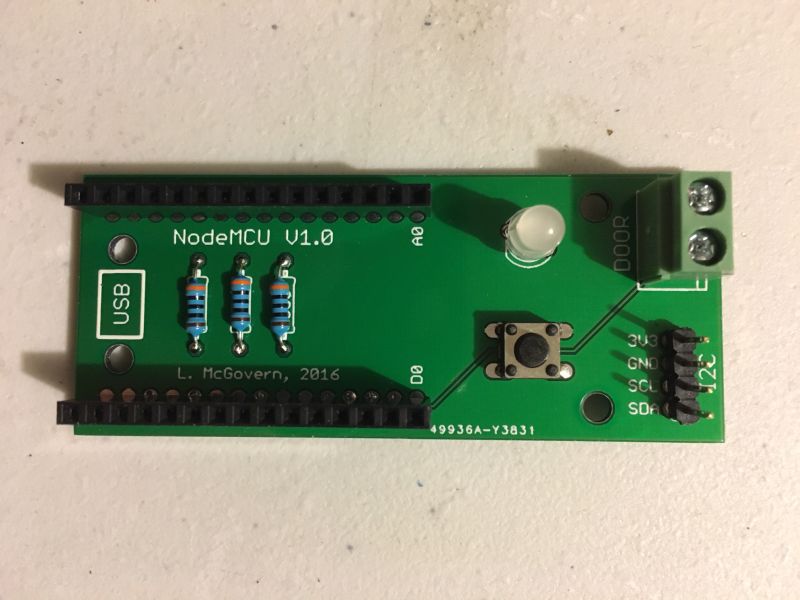 NodeMCU V1.0
A0
DOOR
USB
3V3
GND
SCL
SDA
I2C
L. McGovern, 2016
D0
49936A-Y3831